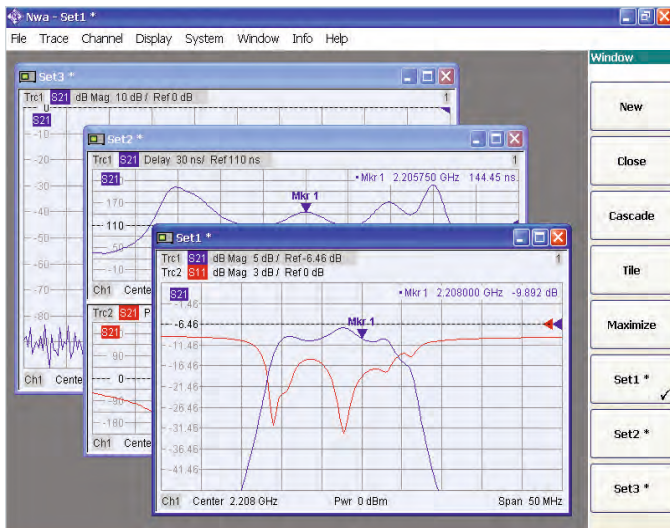 Nwa - Set1 *
File Trace Channel Display System Window Info Help
Set3 *
Trc1 S21 dB Mag 10 dB / Ref 0 dB 1
0
S21
-10
-20
-30
-40
-50
-60
-70
-80
Ch1 Cente
Set2 *
Trc1 S21 Delay 30 ns/ Ref 110 ns 1
S21
• Mkr 1 2.205750 GHz 144.45 ns
Mkr 1
170
110
50
-10
Ch1 Cente
Trc2 S21 P
S21
90
0
-90
-180
Ch1 Cente
Set1 *
Trc1 S21 dB Mag 5 dB / Ref -6.46 dB 1
Trc2 S11 dB Mag 3 dB / Ref 0 dB
S21
• Mkr 1 2.208000 GHz -9.892 dB
-1.46
Mkr 1
-6.46
-11.46
-16.46
-21.46
-26.46
-31.46
-36.46
-41.46
Ch1 Center 2.208 GHz Pwr 0 dBm Span 50 MHz
Window
New
Close
Cascade
Tile
Maximize
Set1 *
Set2 *
Set3 *